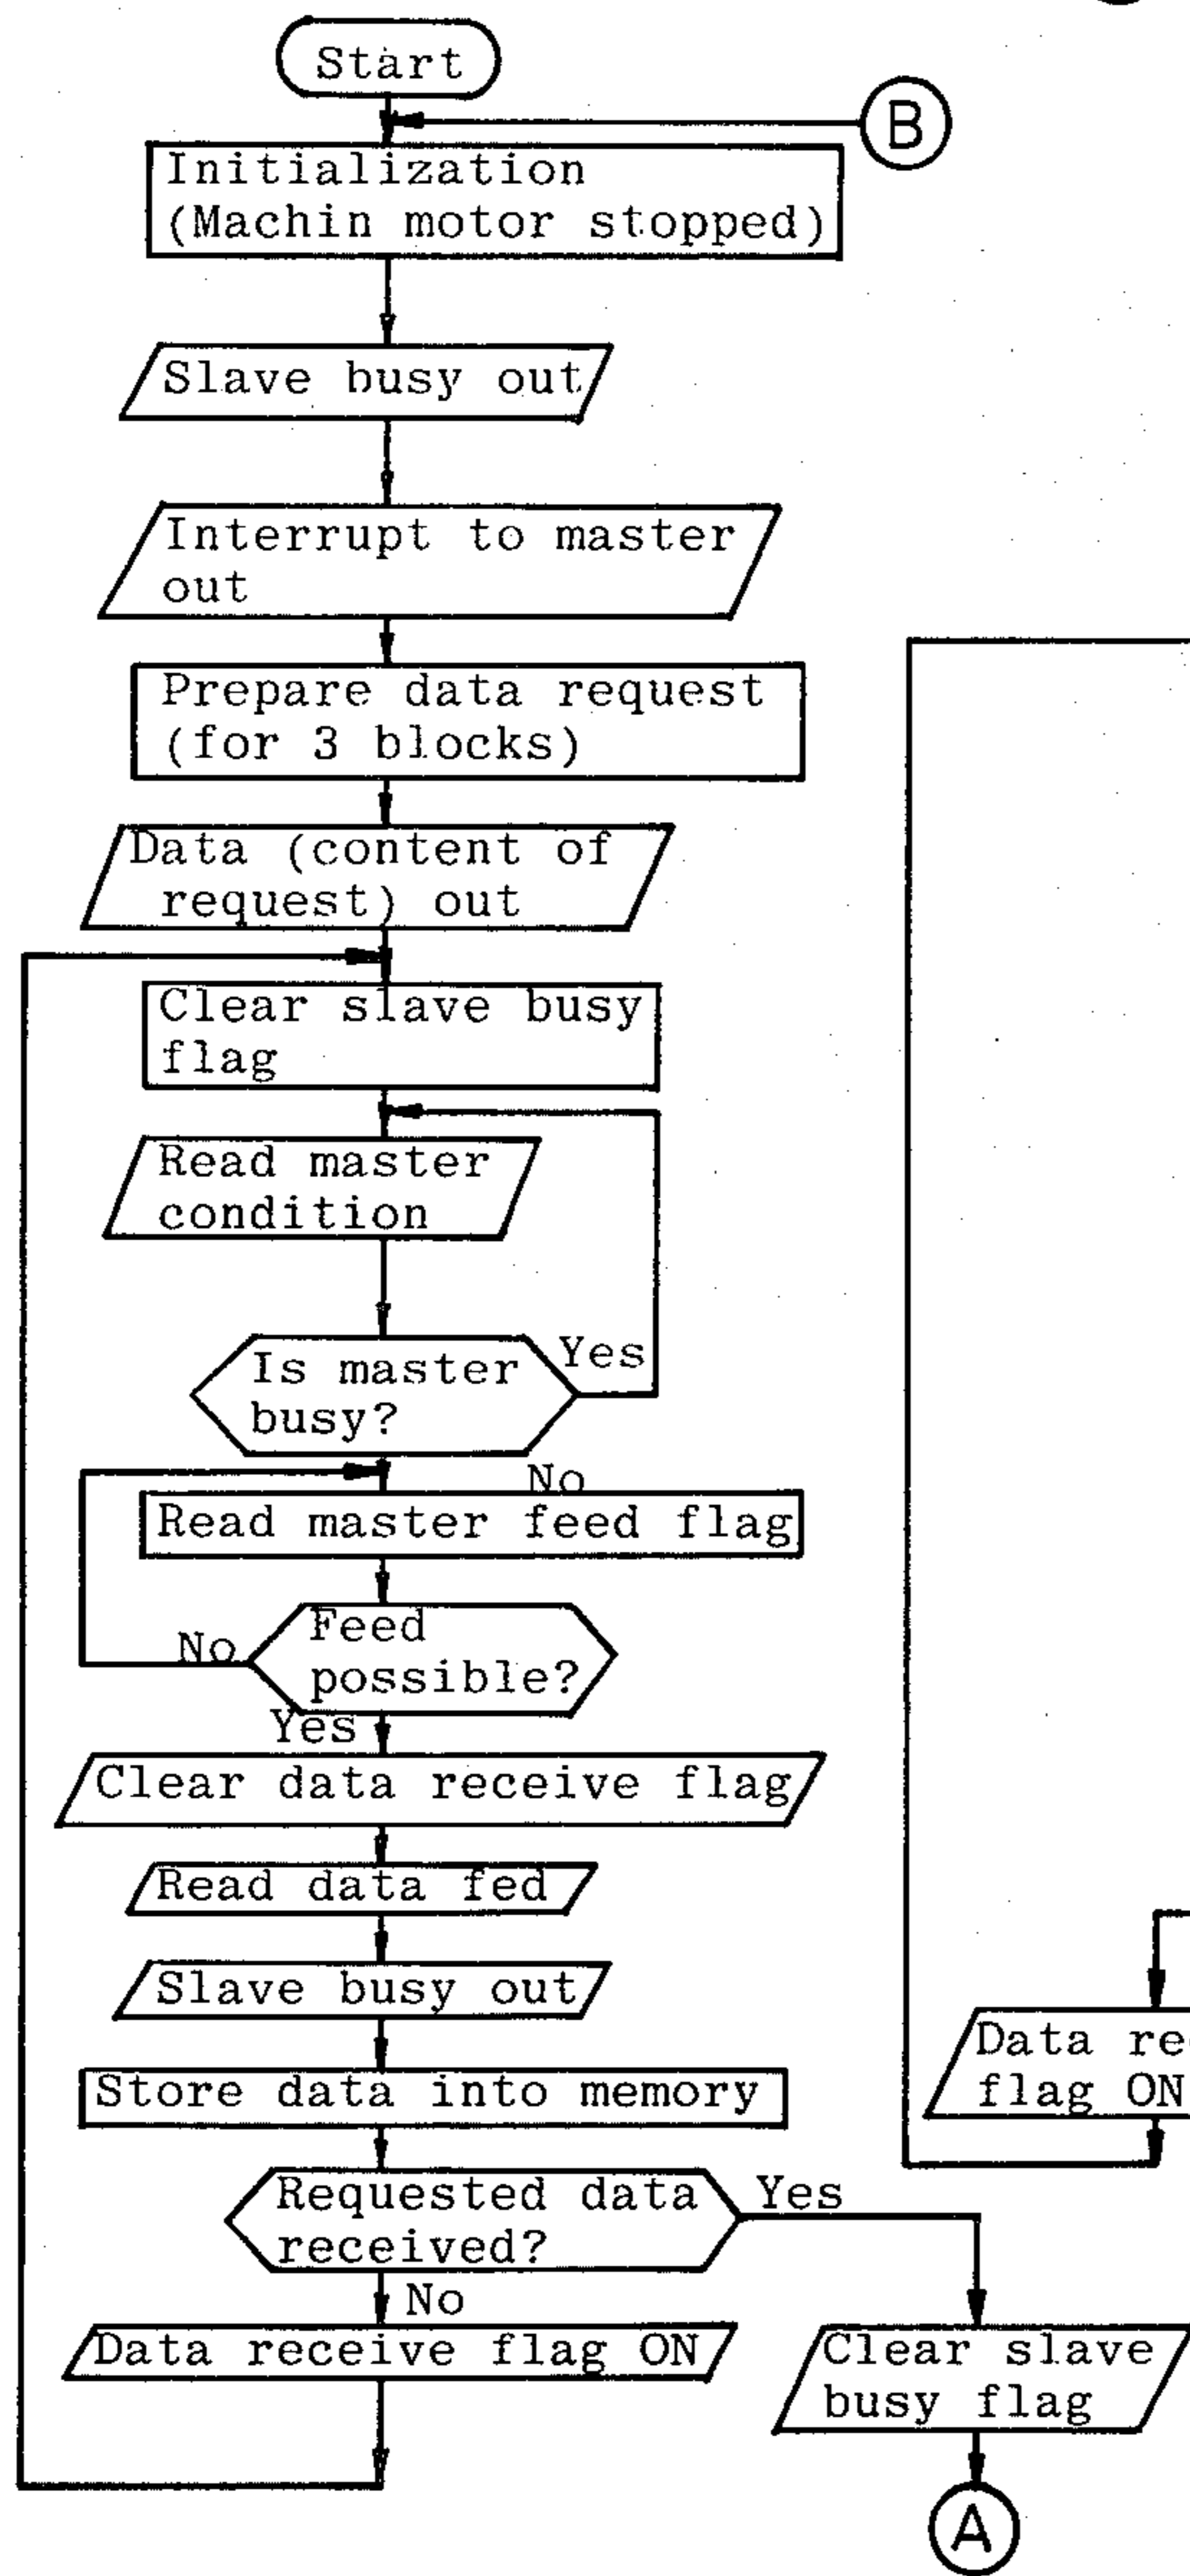 Start
B
Initialization
(Machin motor stopped)
Slave busy out
Interrupt to master
out
Prepare data request
(for 3 blocks)
Data (content of
request) out
Clear slave busy
flag
Read master
condition
Is master
busy?
Yes
No
Read master feed flag
Feed
possible?
No
Yes
Clear data receive flag
Read data fed
Slave busy out
Store data into memory
Requested data
received?
Yes
No
Data receive flag ON
Clear slave
busy flag
A
Data
flag ON